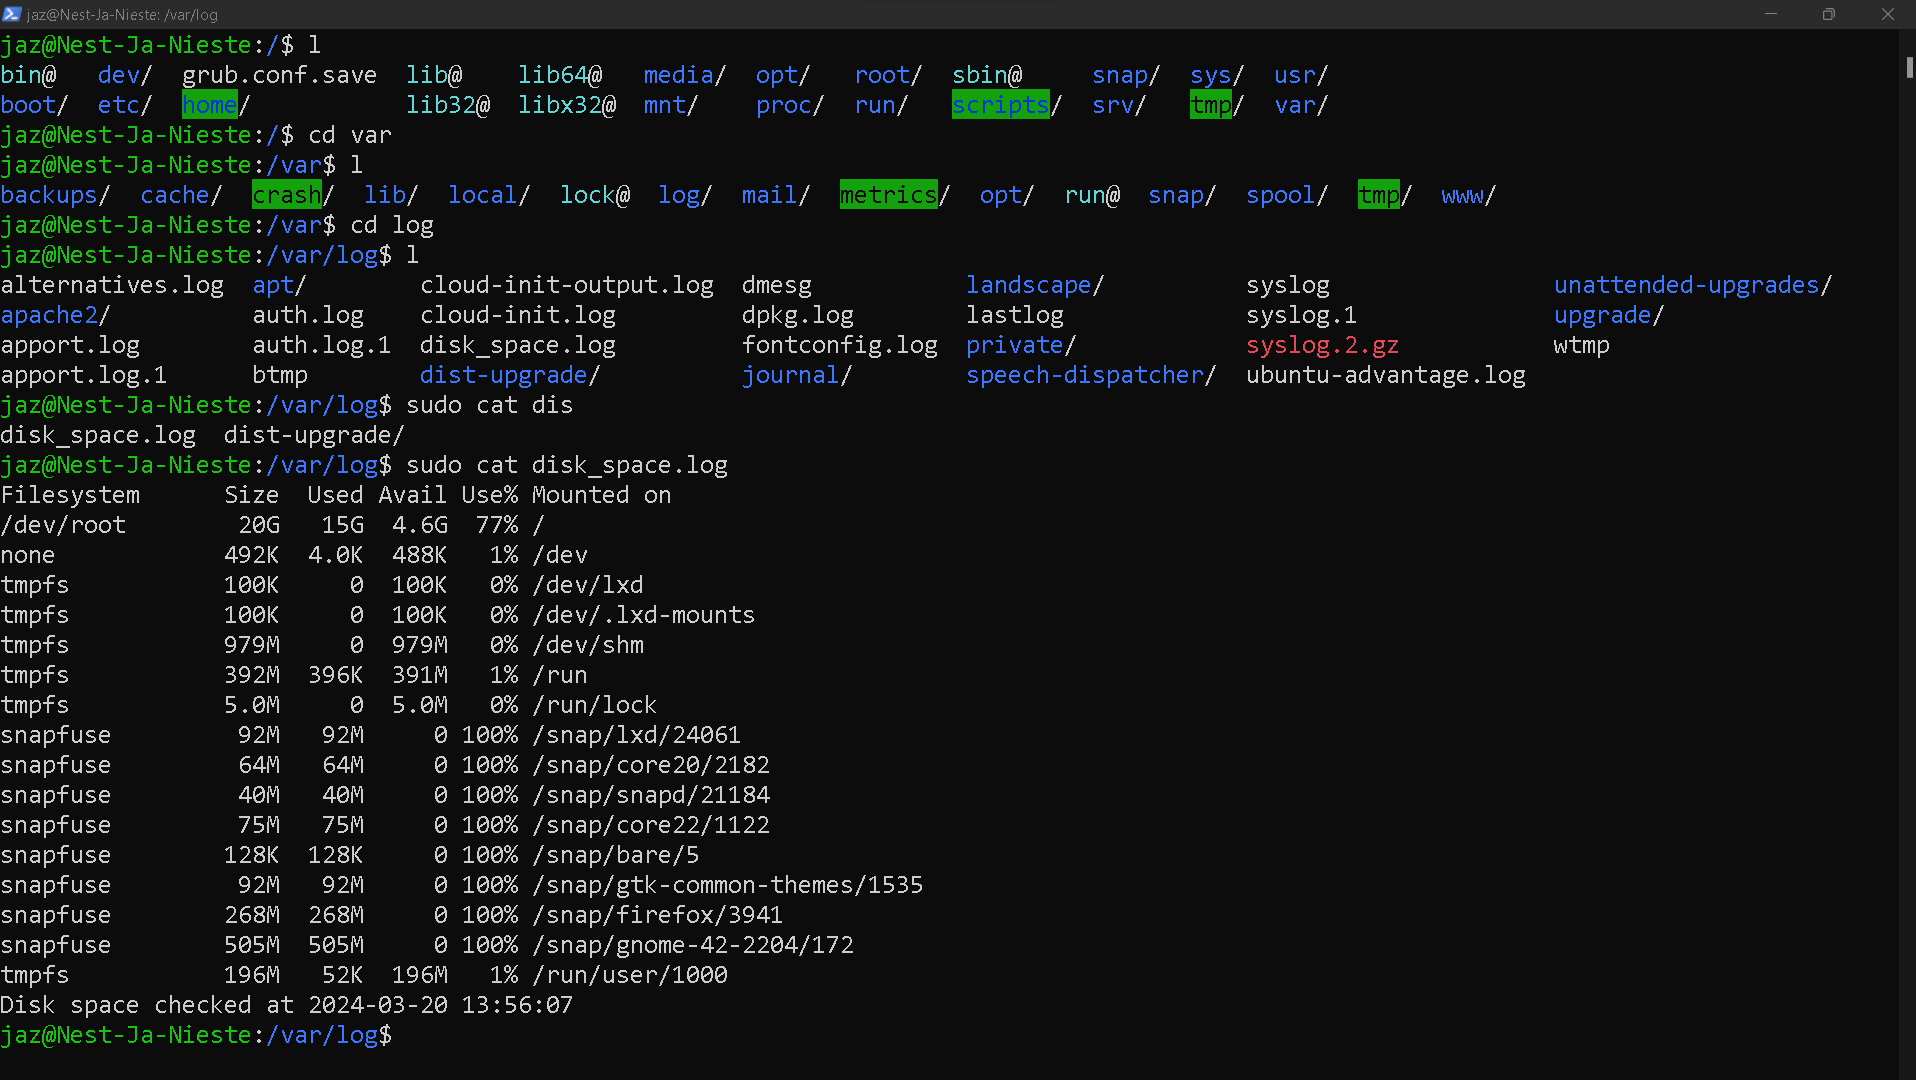 jaz@Nest-Ja-Nieste: /var/log
jaz@Nest-Ja-Nieste:/$ l
bin@   dev/  grub.conf.save  lib@    lib64@   media/  opt/   root/  sbin@     snap/  sys/  usr/
boot/  etc/  home/           lib32@  libx32@  mnt/    proc/  run/   scripts/  srv/   tmp/  var/
jaz@Nest-Ja-Nieste:/$ cd var
jaz@Nest-Ja-Nieste:/var$ l
backups/  cache/  crash/  lib/  local/  lock@  log/  mail/  metrics/  opt/  run@  snap/  spool/  tmp/  www/
jaz@Nest-Ja-Nieste:/var$ cd log
jaz@Nest-Ja-Nieste:/var/log$ l
alternatives.log  apt/        cloud-init-output.log  dmesg           landscape/          syslog                unattended-upgrades/
apache2/          auth.log    cloud-init.log         dpkg.log        lastlog             syslog.1              upgrade/
apport.log        auth.log.1  disk_space.log         fontconfig.log  private/            syslog.2.gz           wtmp
apport.log.1      btmp        dist-upgrade/          journal/        speech-dispatcher/  ubuntu-advantage.log
jaz@Nest-Ja-Nieste:/var/log$ sudo cat dis
disk_space.log  dist-upgrade/
jaz@Nest-Ja-Nieste:/var/log$ sudo cat disk_space.log
Filesystem      Size  Used Avail Use% Mounted on
/dev/root        20G   15G  4.6G  77% /
none            492K  4.0K  488K   1% /dev
tmpfs           100K     0  100K   0% /dev/lxd
tmpfs           100K     0  100K   0% /dev/.lxd-mounts
tmpfs           979M     0  979M   0% /dev/shm
tmpfs           392M  396K  391M   1% /run
tmpfs           5.0M     0  5.0M   0% /run/lock
snapfuse         92M   92M     0 100% /snap/lxd/24061
snapfuse         64M   64M     0 100% /snap/core20/2182
snapfuse         40M   40M     0 100% /snap/snapd/21184
snapfuse         75M   75M     0 100% /snap/core22/1122
snapfuse        128K  128K     0 100% /snap/bare/5
snapfuse         92M   92M     0 100% /snap/gtk-common-themes/1535
snapfuse        268M  268M     0 100% /snap/firefox/3941
snapfuse        505M  505M     0 100% /snap/gnome-42-2204/172
tmpfs           196M   52K  196M   1% /run/user/1000
Disk space checked at 2024-03-20 13:56:07
jaz@Nest-Ja-Nieste:/var/log$